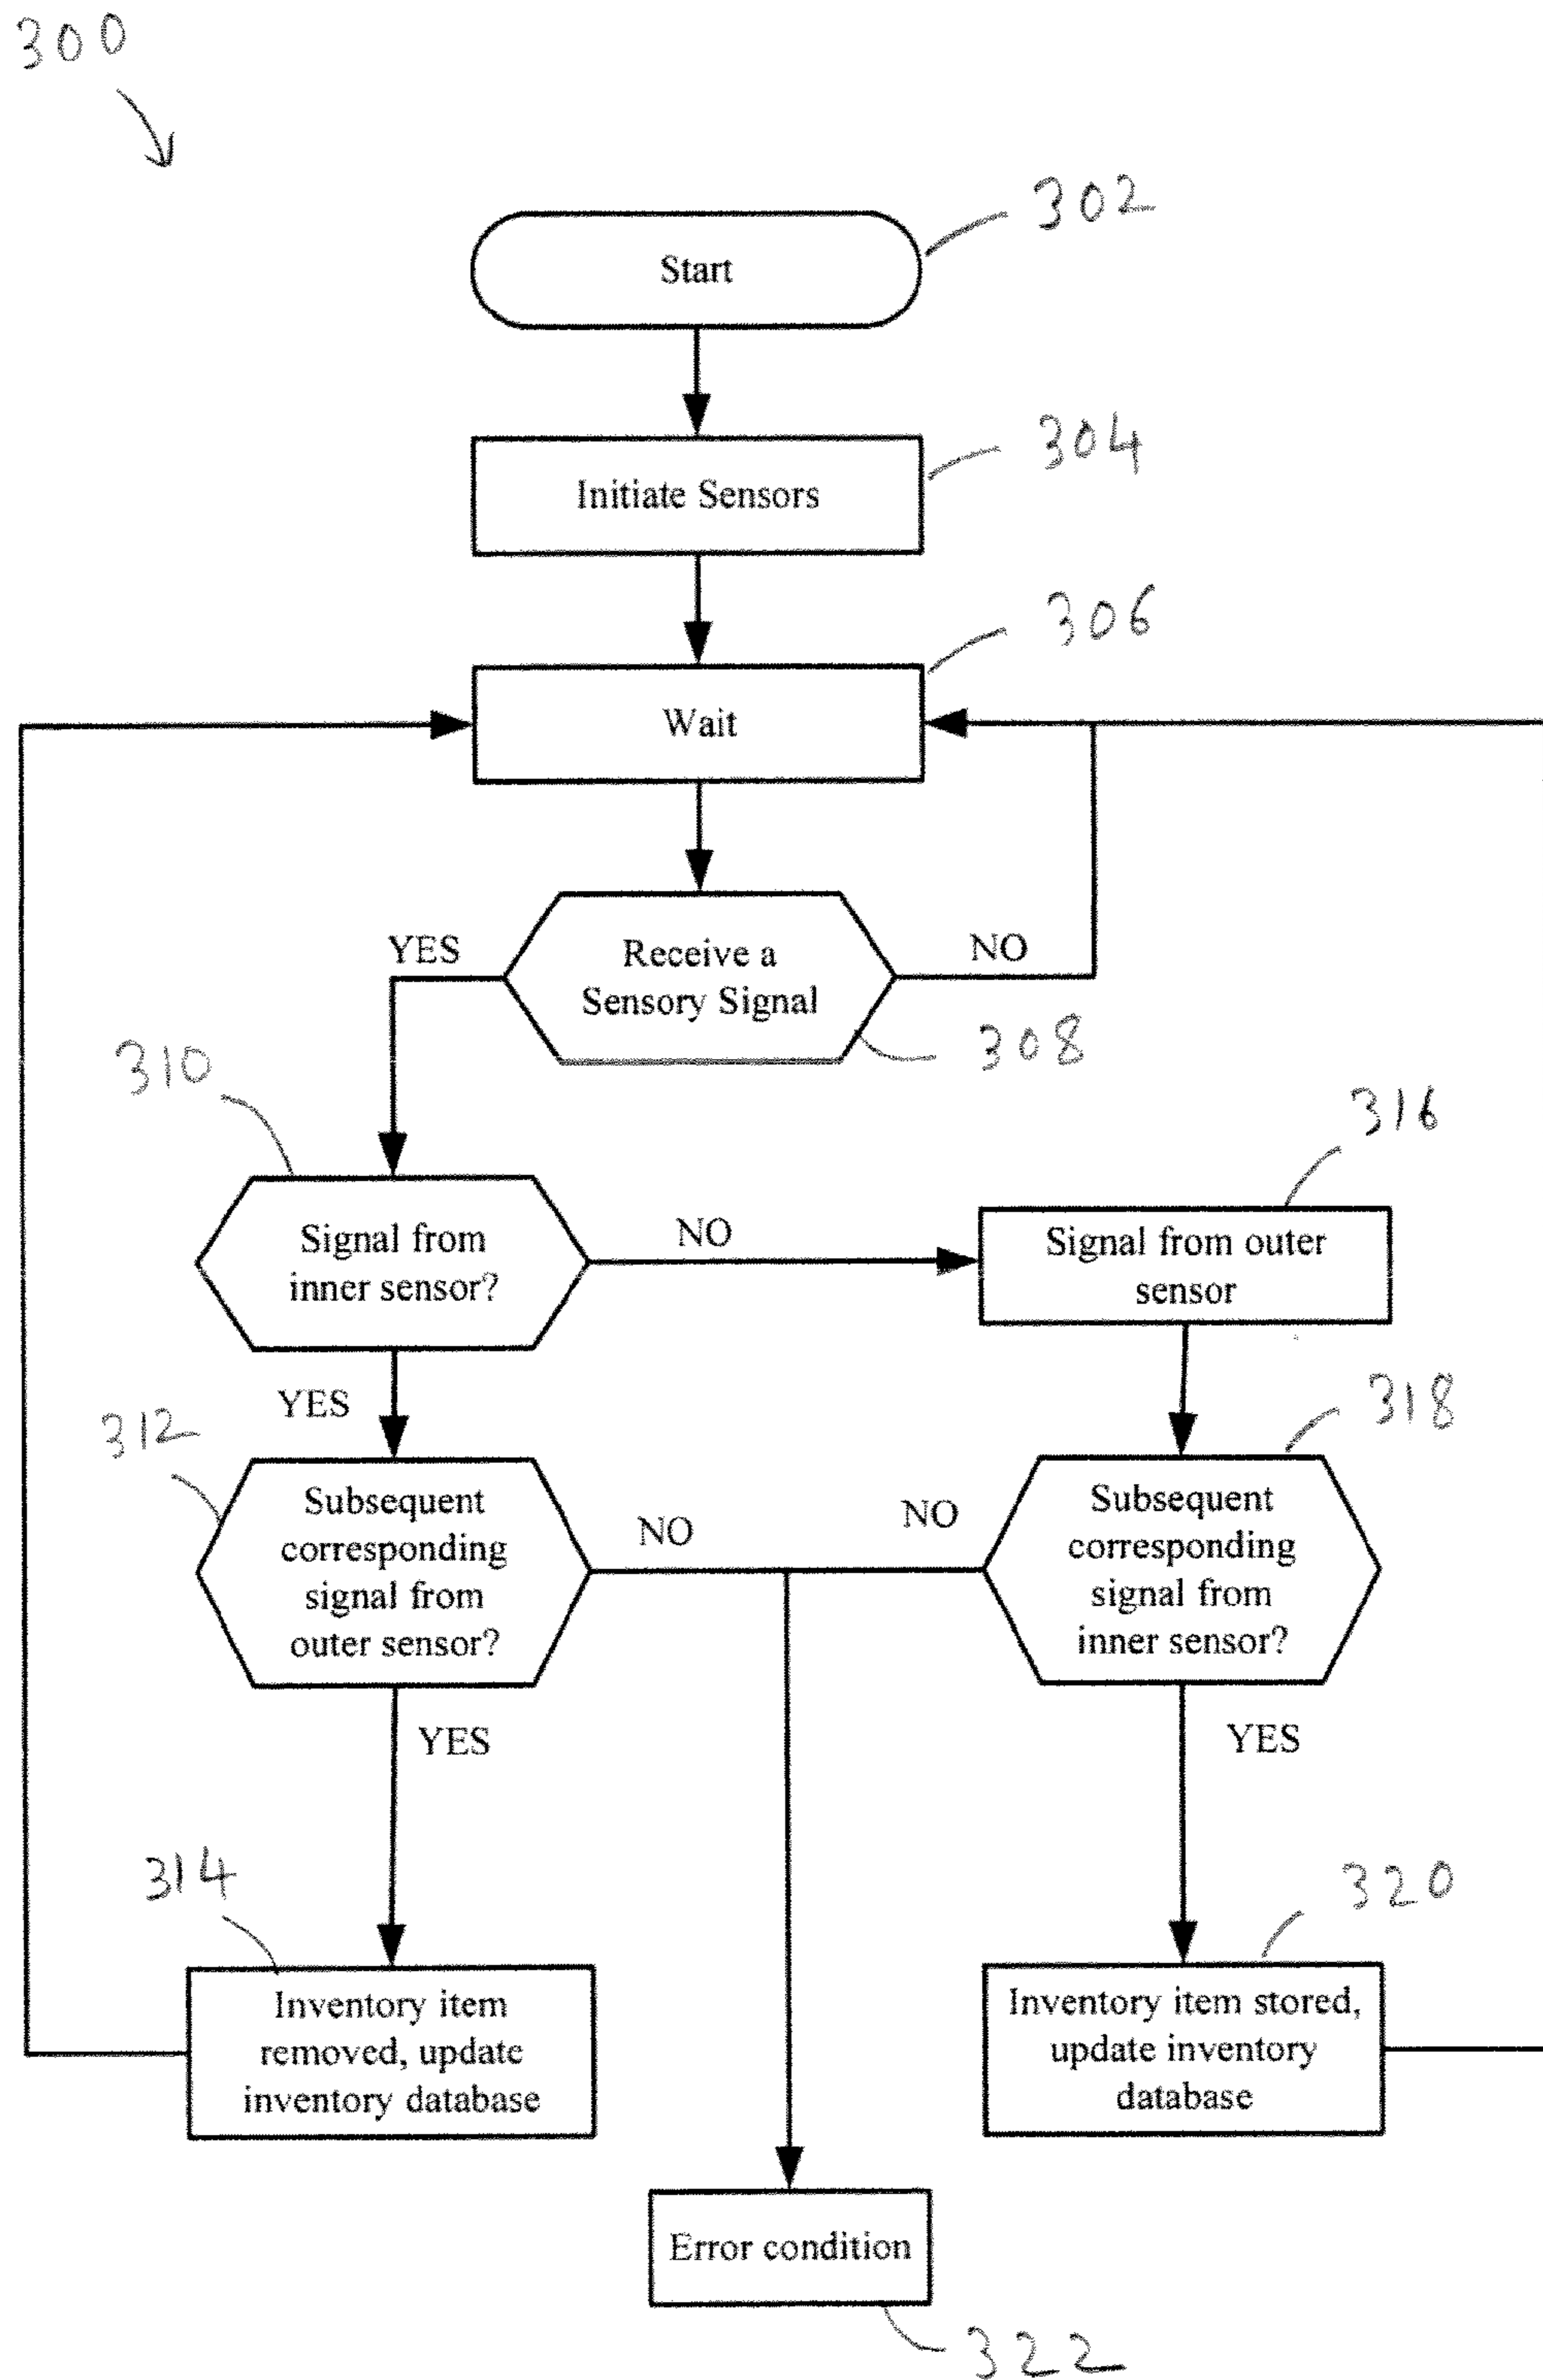 300
302
Start
304
Initiate Sensors
306
Wait
YES
Receive a
Sensory Signal
NO
308
310
316
Signal from
inner sensor?
NO
Signal from outer
sensor
YES
312
318
Subsequent
corresponding
signal from
outer sensor?
NO
NO
Subsequent
corresponding
signal from
inner sensor?
YES
YES
314
320
Inventory item
removed, update
inventory database
Inventory item stored,
update inventory
database
Error condition
322